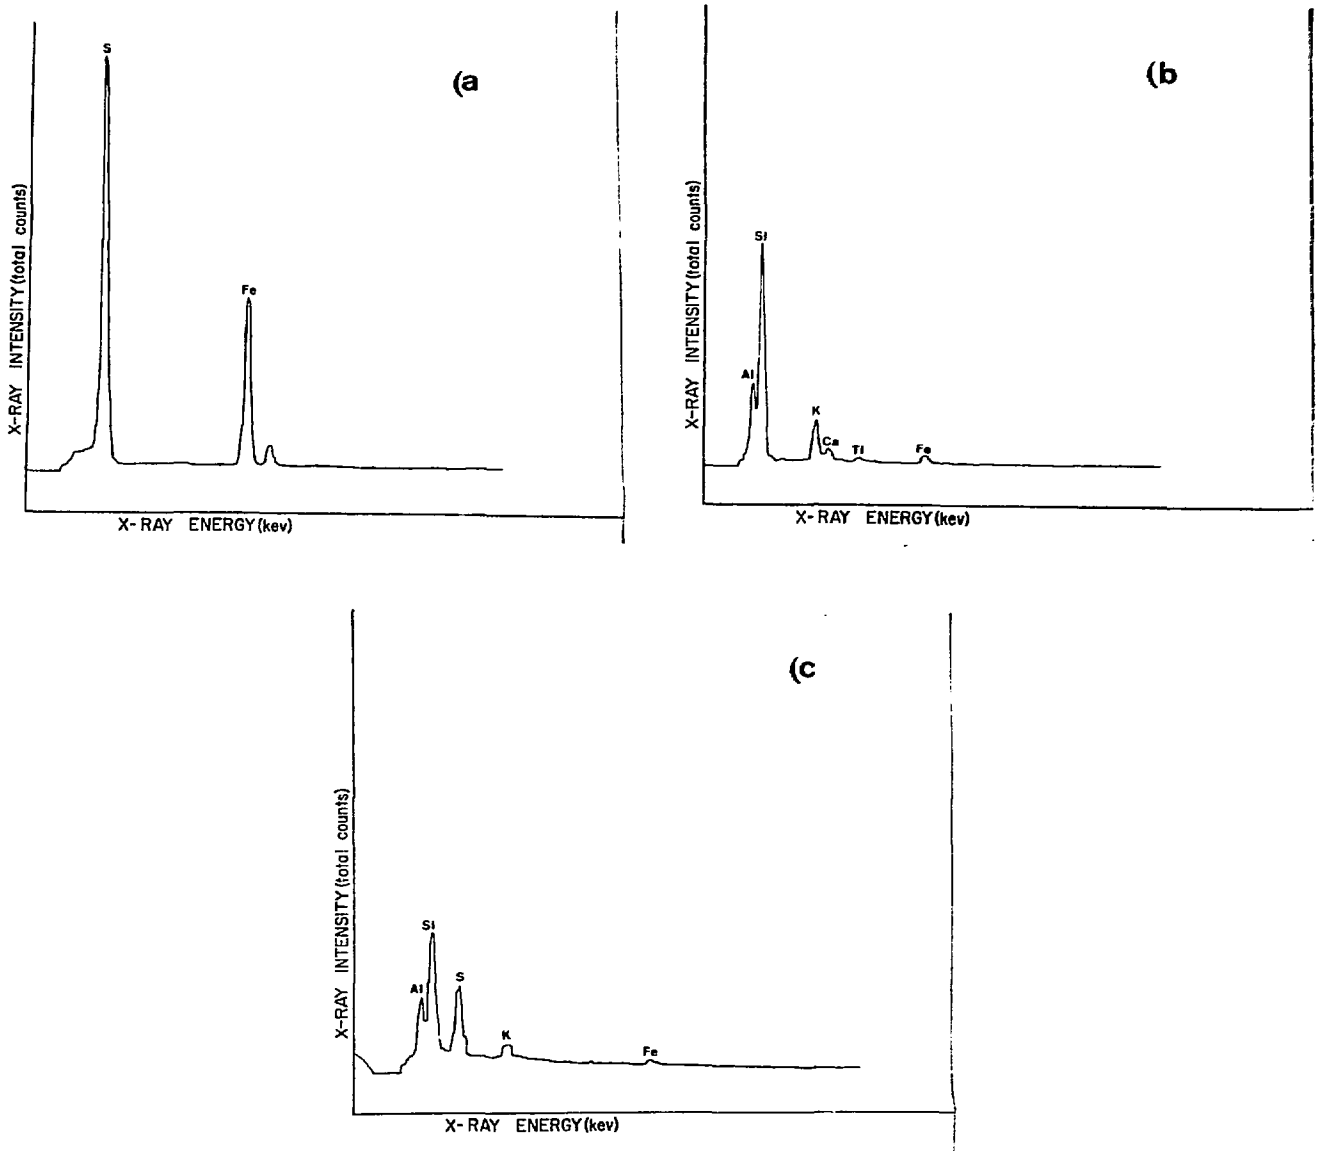 S
(a
Fe
X-RAY INTENSITY (total counts)
X-RAY ENERGY (kev)
(b
SI
Al
K
Ca
TI
Fe
X-RAY INTENSITY (total counts)
X-RAY ENERGY (kev)
(c
SI
Al
S
K
Fe
X-RAY INTENSITY (total counts)
X-RAY ENERGY (kev)